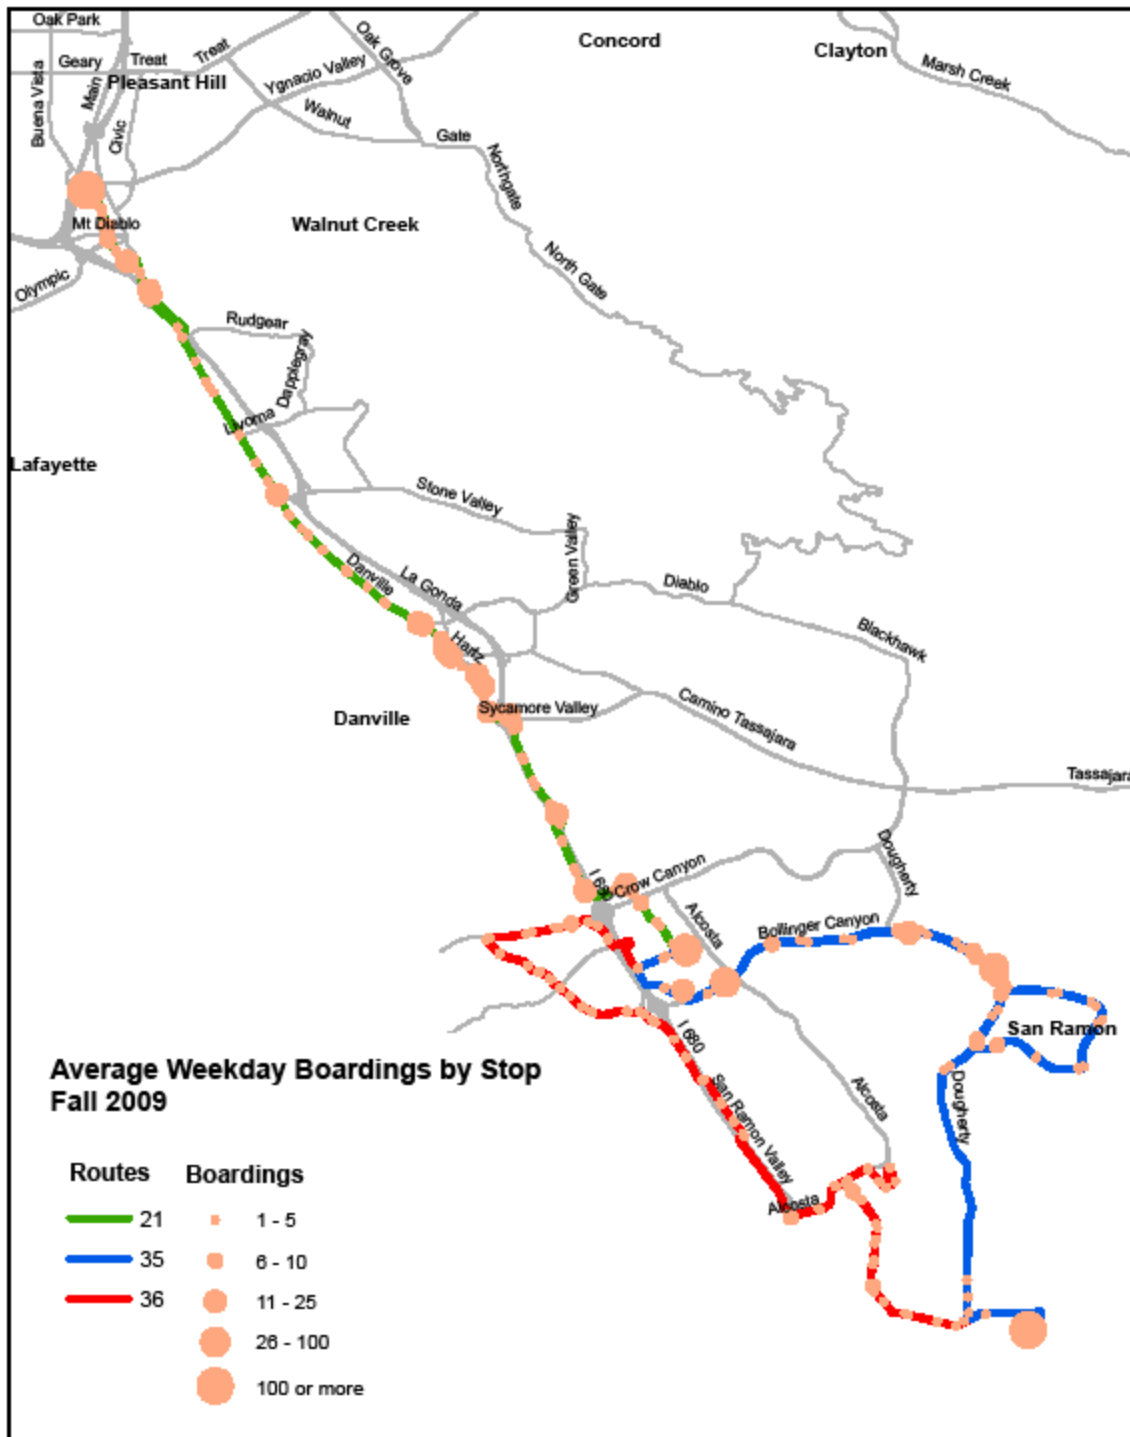 Oak Park
Concord
Clayton
Oak Grove
Treat
Geary
Treat
Ygnacio Valley
Marsh Creek
Pleasant Hill
Buena Vista
Main
Civic
Walnut
Gate
Northgate
Mt Diablo
Walnut Creek
North Gate
Olympic
Rudgear
Dapplegray
Livorna
Lafayette
Stone Valley
Green Valley
Danville
La Gonda
Diablo
Hartz
Blackhawk
Danville
Sycamore Valley
Camino Tassajara
Tassajara
Dougherty
I 680
Crow Canyon
Alcosta
Bollinger Canyon
San Ramon
I 680
San Ramon Valley
Alcosta
Dougherty
Alcosta
Average Weekday Boardings by Stop
Fall 2009
Routes Boardings
21 1 - 5
35 6 - 10
36 11 - 25
26 - 100
100 or more